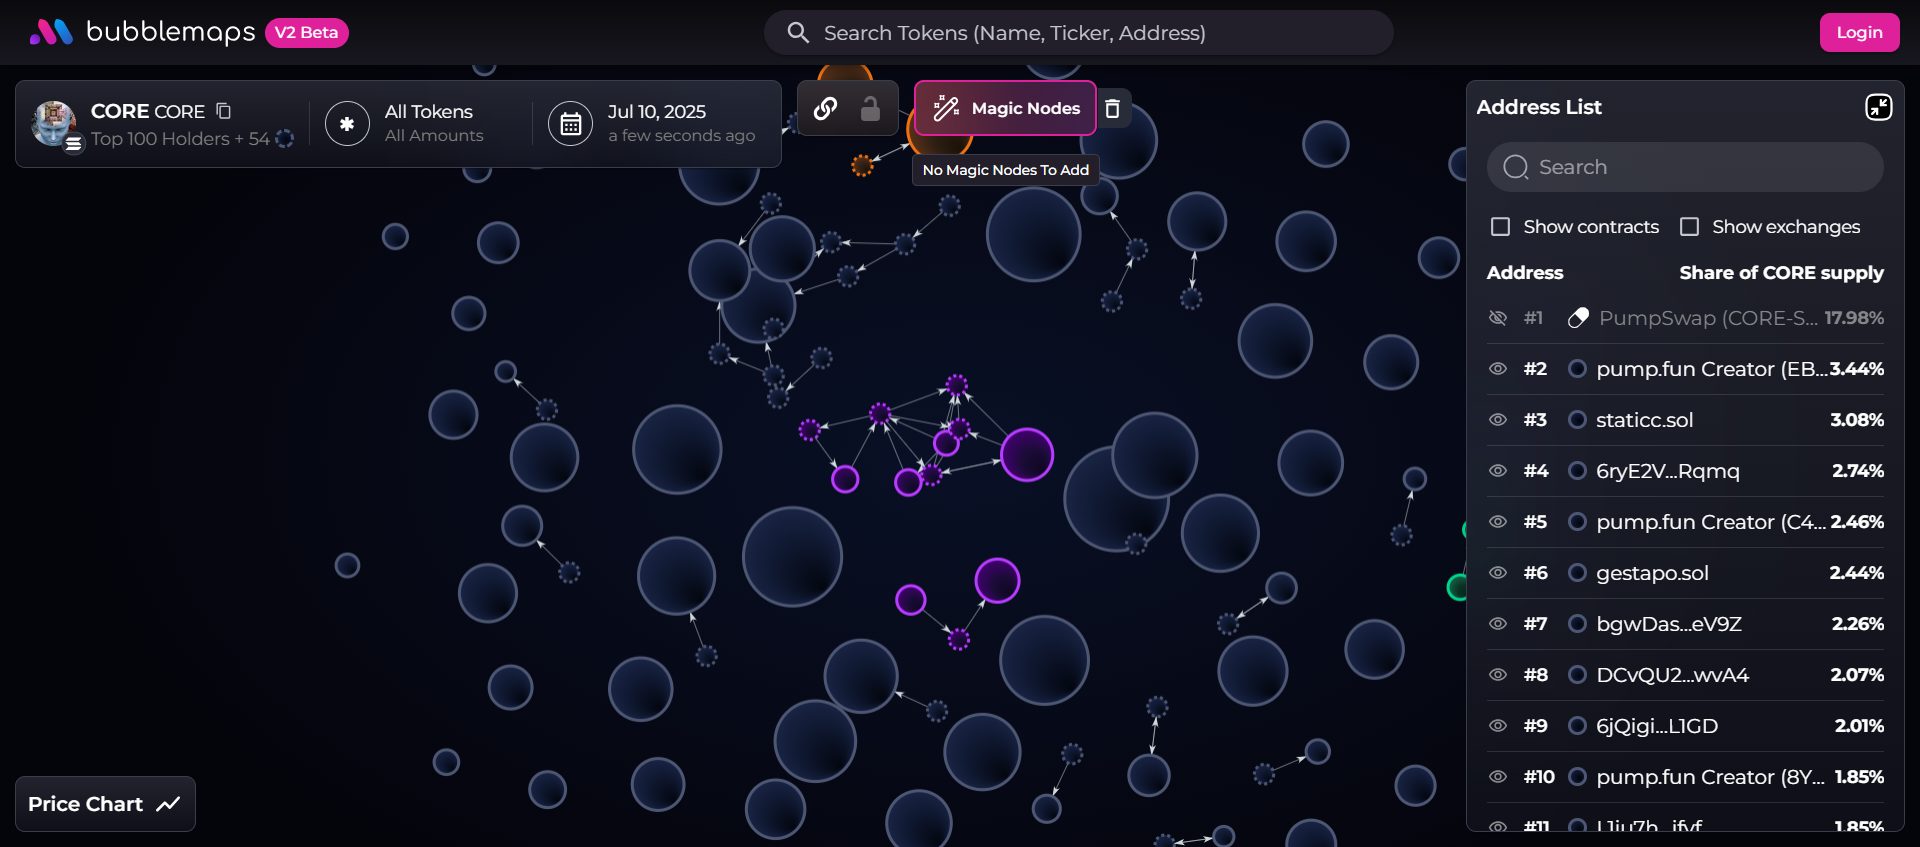 bubblemaps V2 Beta
Search Tokens (Name, Ticker, Address)
Login
CORE CORE
Top 100 Holders + 54
All Tokens
All Amounts
Jul 10, 2025
a few seconds ago
Magic Nodes
No Magic Nodes To Add
Address List
Search
Show contracts
Show exchanges
Address Share of CORE supply
#1 PumpSwap (CORE-S... 17.98%
#2 pump.fun Creator (EB... 3.44%
#3 staticc.sol 3.08%
#4 6ryE2V...Rqmq 2.74%
#5 pump.fun Creator (C4... 2.46%
#6 gestapo.sol 2.44%
#7 bgwDas...eV9Z 2.26%
#8 DCvQU2...wvA4 2.07%
#9 6jQigi...L1GD 2.01%
#10 pump.fun Creator (8Y... 1.85%
#11 1.85%
Price Chart